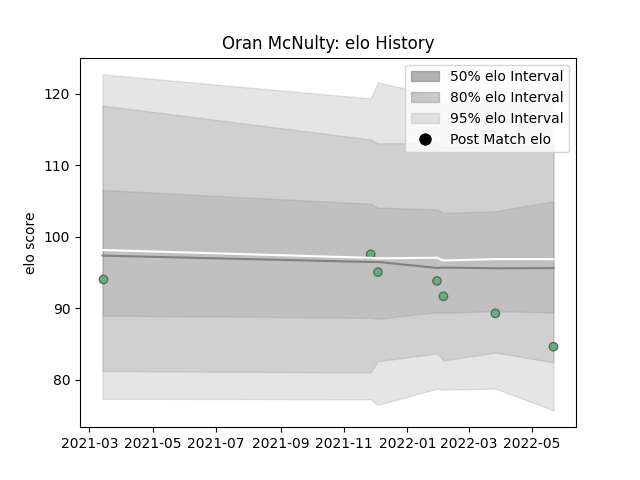 Oran McNulty: elo History
50% elo Interval
80% elo Interval
95% elo Interval
Post Match elo
elo score
120
110
100
90
80
2021-03 2021-05 2021-07 2021-09 2021-11 2022-01 2022-03 2022-05